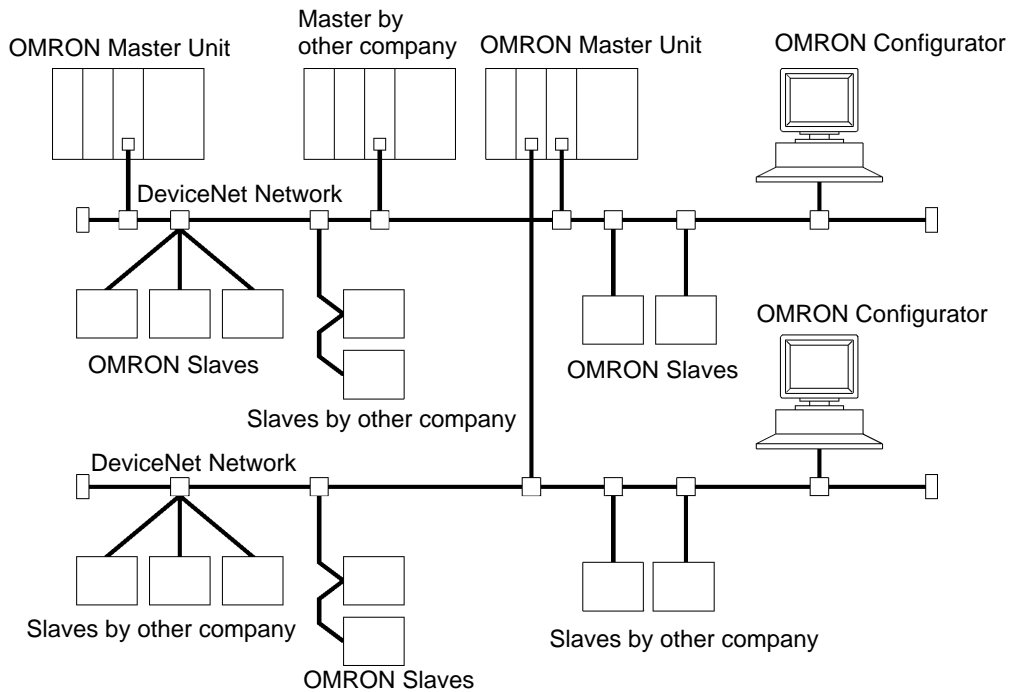 Master by
other company
OMRON Master Unit
OMRON Master Unit
OMRON Configurator
DeviceNet Network
OMRON Slaves
Slaves by other company
OMRON Slaves
OMRON Configurator
DeviceNet Network
Slaves by other company
OMRON Slaves
Slaves by other company